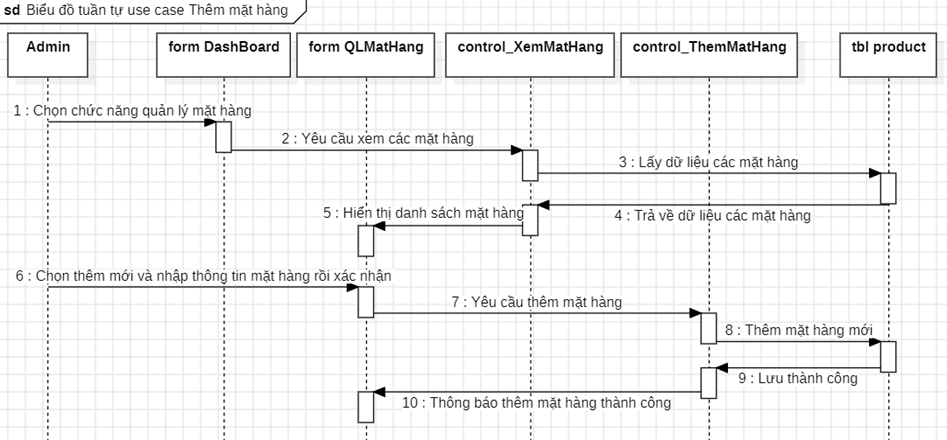 sd Biểu đồ tuần tự use case Thêm mặt hàng
Admin
form DashBoard
form QLMatHang
control_XemMatHang
control_ThemMatHang
tbl product
1 : Chọn chức năng quản lý mặt hàng
2 : Yêu cầu xem các mặt hàng
3 : Lấy dữ liệu các mặt hàng
4 : Trả về dữ liệu các mặt hàng
5 : Hiển thị danh sách mặt hàng
6 : Chọn thêm mới và nhập thông tin mặt hàng rồi xác nhận
7 : Yêu cầu thêm mặt hàng
8 : Thêm mặt hàng mới
9 : Lưu thành công
10 : Thông báo thêm mặt hàng thành công